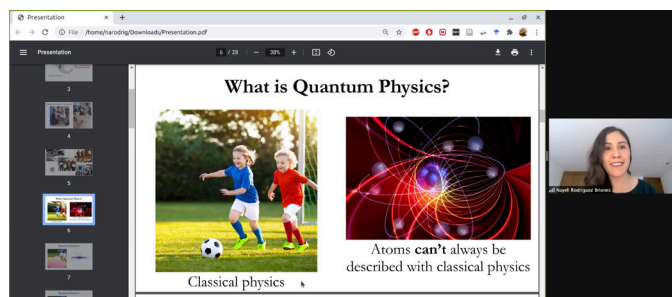 Presentation
File
/home/narodrig/Downloads/Presentation.pdf
Presentation
6 / 28
38%
3
4
5
6
7
What is Quantum Physics?
Classical physics
Atoms can't always be
described with classical physics
Nayeli Rodríguez Briones